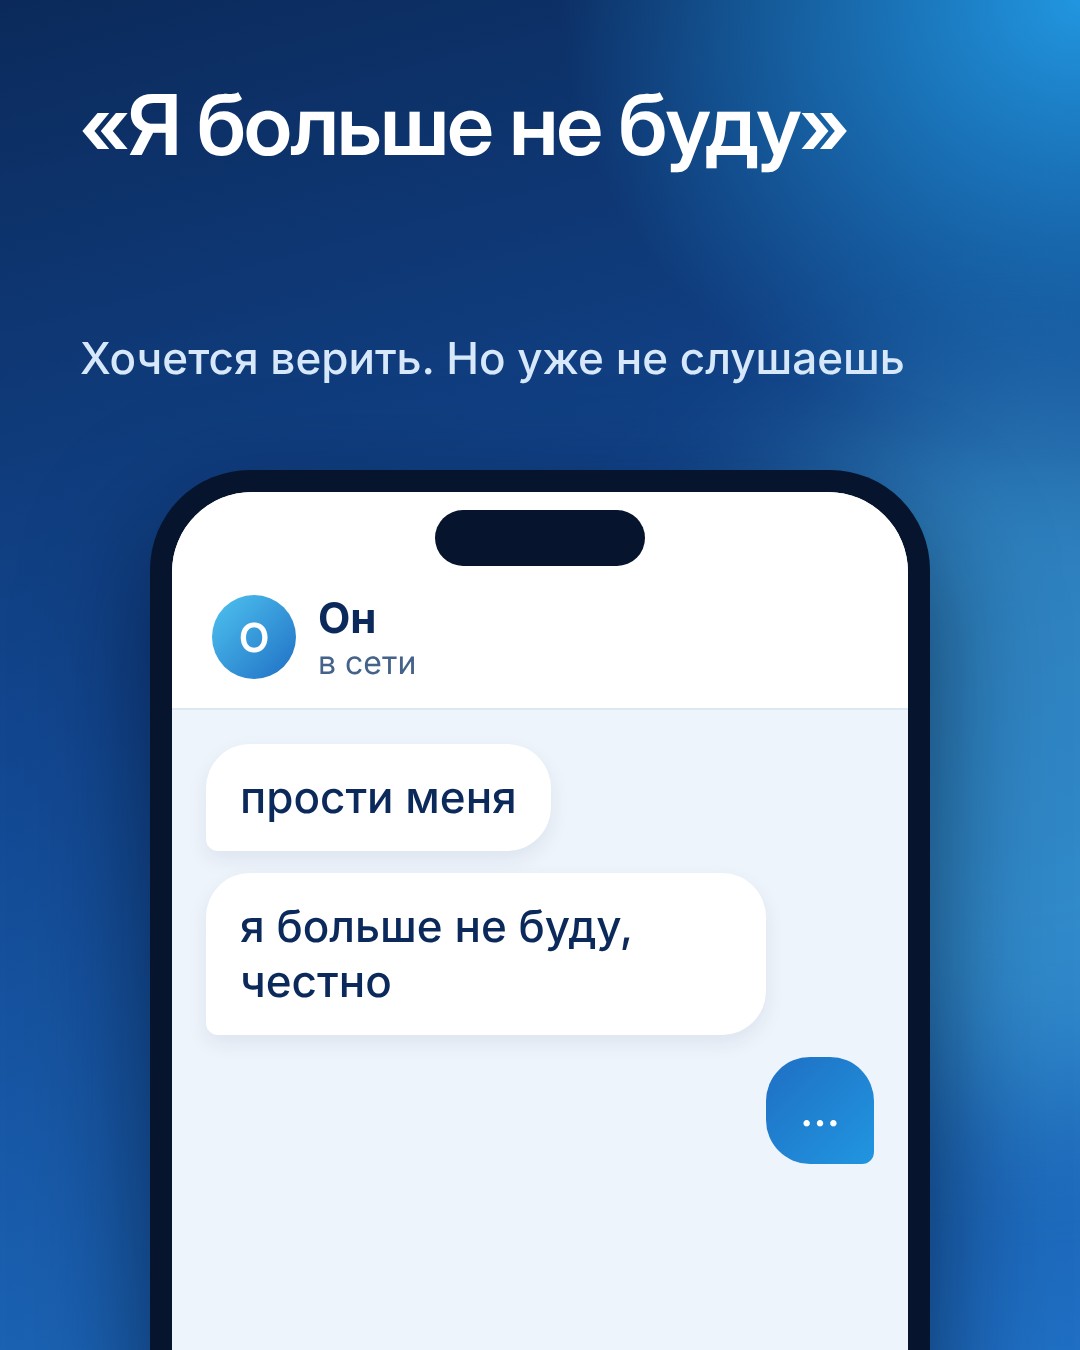 «Я больше не буду»
Хочется верить. Но уже не слушаешь
О
Он
в сети
прости меня
я больше не буду,
честно
...